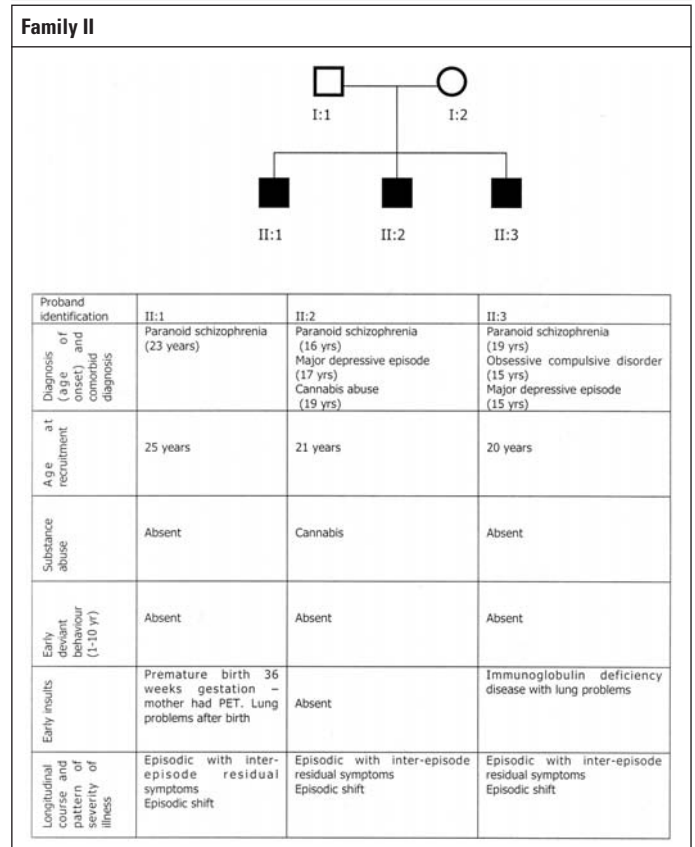 Family II
I:1
I:2
II:1
II:2
II:3
Proband
identification
II:1
II:2
II:3
Diagnosis
(age of
onset) and
comorbid
diagnosis
Paranoid schizophrenia
(23 years)
Paranoid schizophrenia
(16 yrs)
Major depressive episode
(17 yrs)
Cannabis abuse
(19 yrs)
Paranoid schizophrenia
(19 yrs)
Obsessive compulsive disorder
(15 yrs)
Major depressive episode
(15 yrs)
Age at
recruitment
25 years
21 years
20 years
Substance
abuse
Absent
Cannabis
Absent
Early
deviant
behaviour
(1-10 yr)
Absent
Absent
Absent
Early insults
Premature birth 36
weeks gestation –
mother had PET. Lung
problems after birth
Absent
Immunoglobulin deficiency
disease with lung problems
Longitudinal
course and
pattern of
severity of
illness
Episodic with inter-
episode residual
symptoms
Episodic shift
Episodic with inter-episode
residual symptoms
Episodic shift
Episodic with inter-episode
residual symptoms
Episodic shift